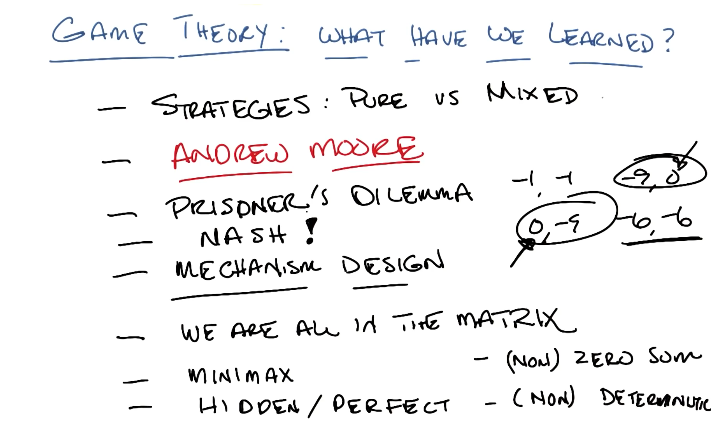 GAME THEORY: WHAT HAVE WE LEARNED?
— STRATEGIES: PURE VS MIXED
— ANDREW MOORE
— PRISONER'S DILEMMA
-1, -1 -9, 0
0, -9 -6, -6
— NASH!
— MECHANISM DESIGN
— WE ARE ALL IN THE MATRIX
— MINIMAX - (NON) ZERO SUM
— HIDDEN/PERFECT - (NON) DETERMINISTIC